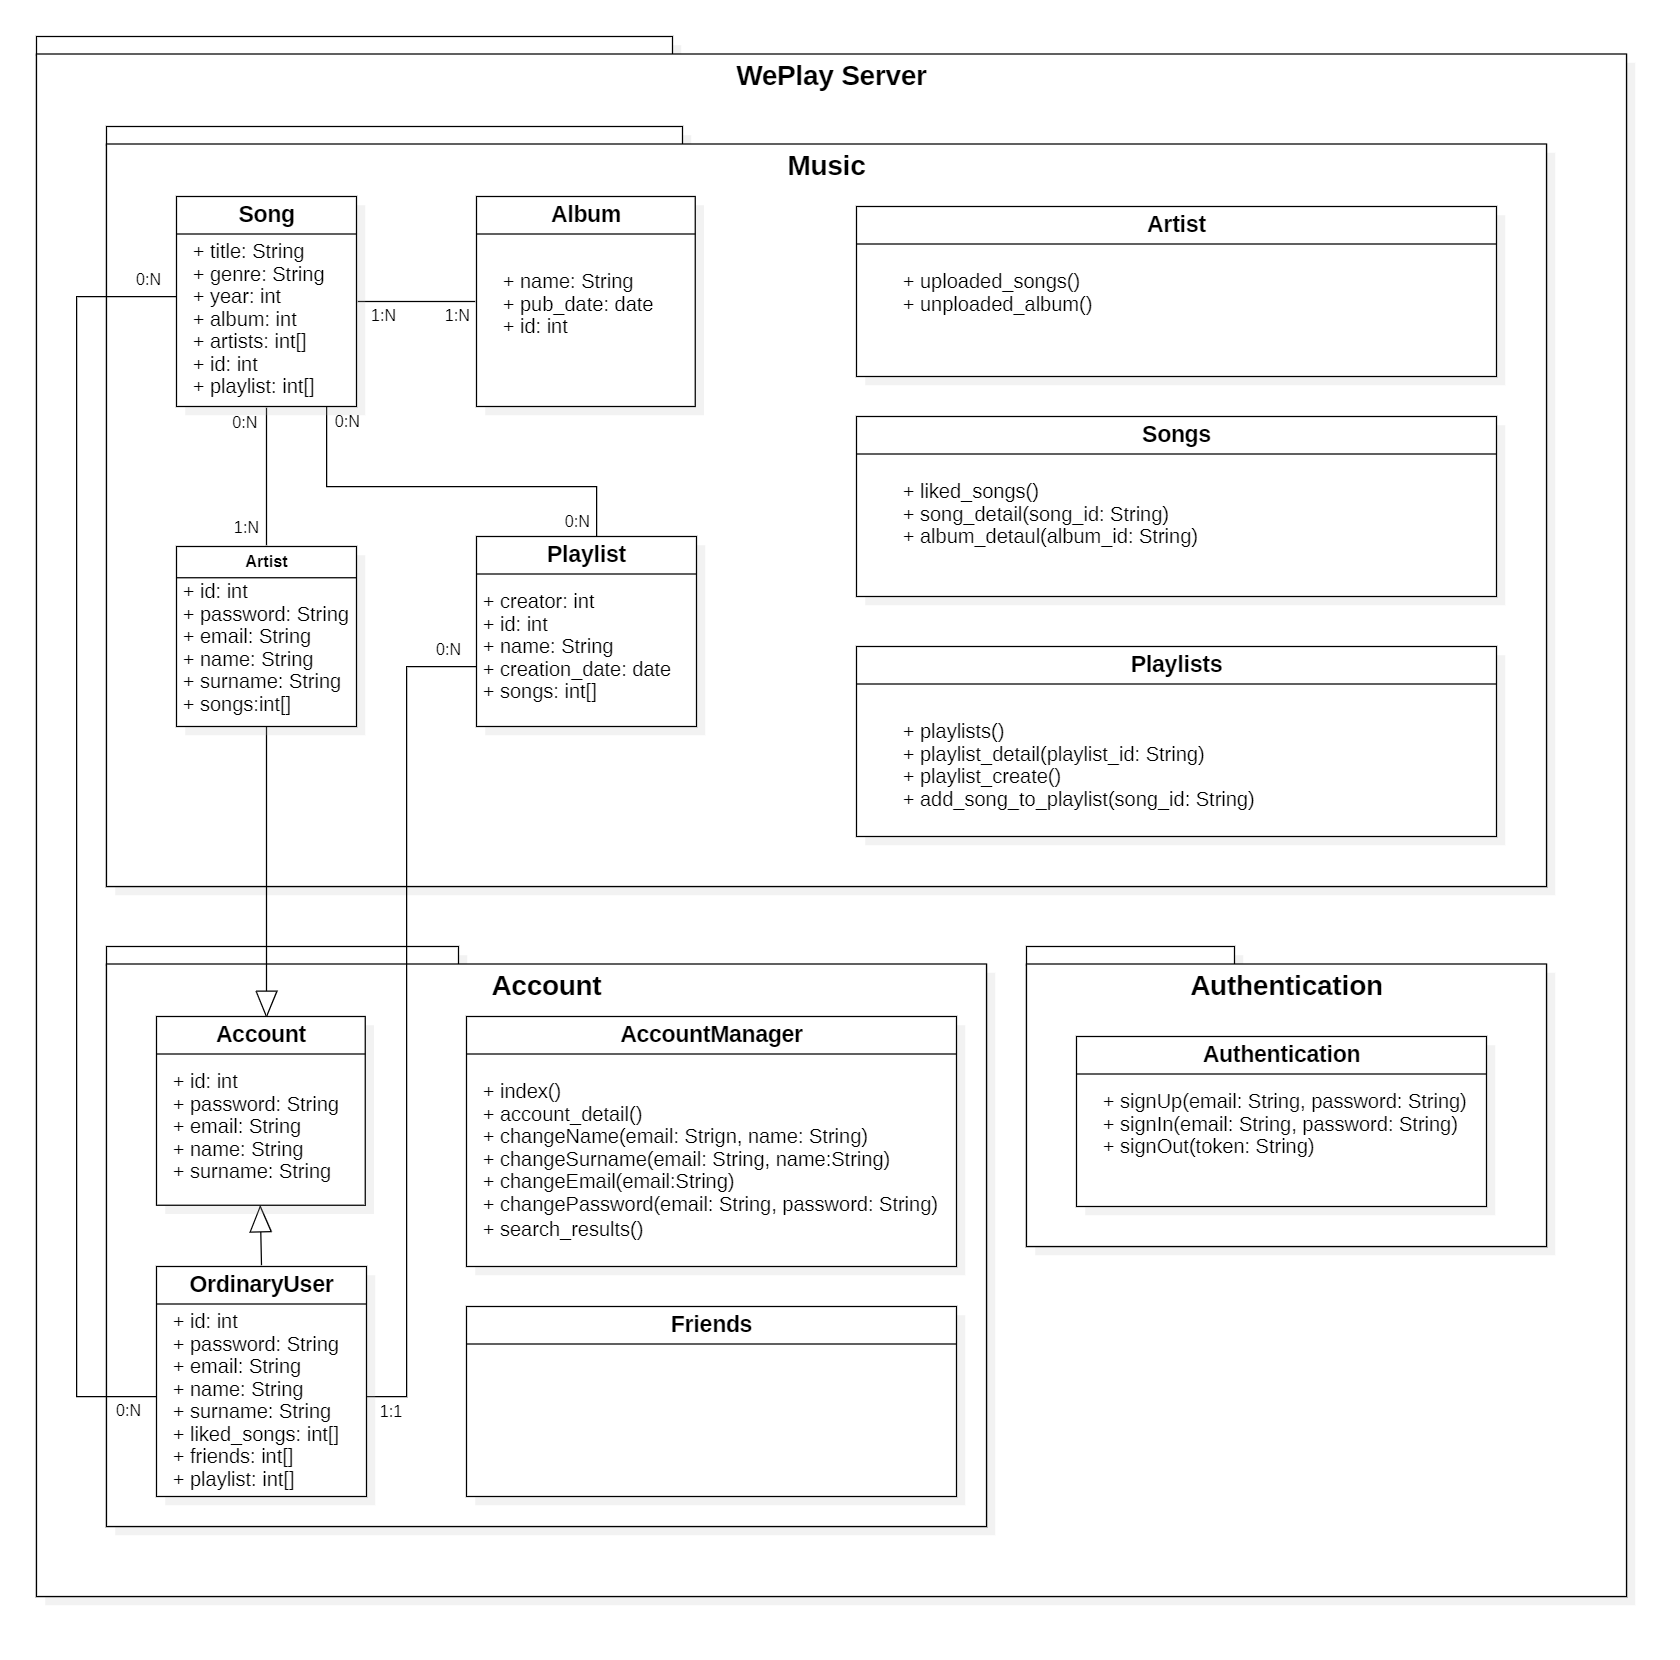 WePlay Server
Music
Song
+ title: String
+ genre: String
+ year: int
+ album: int
+ artists: int[]
+ id: int
+ playlist: int[]
0:N
1:N
1:N
Album
+ name: String
+ pub_date: date
+ id: int
Artist
+ uploaded_songs()
+ unploaded_album()
0:N
0:N
1:N
0:N
Songs
+ liked_songs()
+ song_detail(song_id: String)
+ album_detaul(album_id: String)
Artist
+ id: int
+ password: String
+ email: String
+ name: String
+ surname: String
+ songs:int[]
Playlist
+ creator: int
+ id: int
+ name: String
+ creation_date: date
+ songs: int[]
0:N
Playlists
+ playlists()
+ playlist_detail(playlist_id: String)
+ playlist_create()
+ add_song_to_playlist(song_id: String)
Account
Account
+ id: int
+ password: String
+ email: String
+ name: String
+ surname: String
AccountManager
+ index()
+ account_detail()
+ changeName(email: Strign, name: String)
+ changeSurname(email: String, name:String)
+ changeEmail(email:String)
+ changePassword(email: String, password: String)
+ search_results()
OrdinaryUser
+ id: int
+ password: String
+ email: String
+ name: String
+ surname: String
+ liked_songs: int[]
+ friends: int[]
+ playlist: int[]
0:N
1:1
Friends
Authentication
Authentication
+ signUp(email: String, password: String)
+ signIn(email: String, password: String)
+ signOut(token: String)